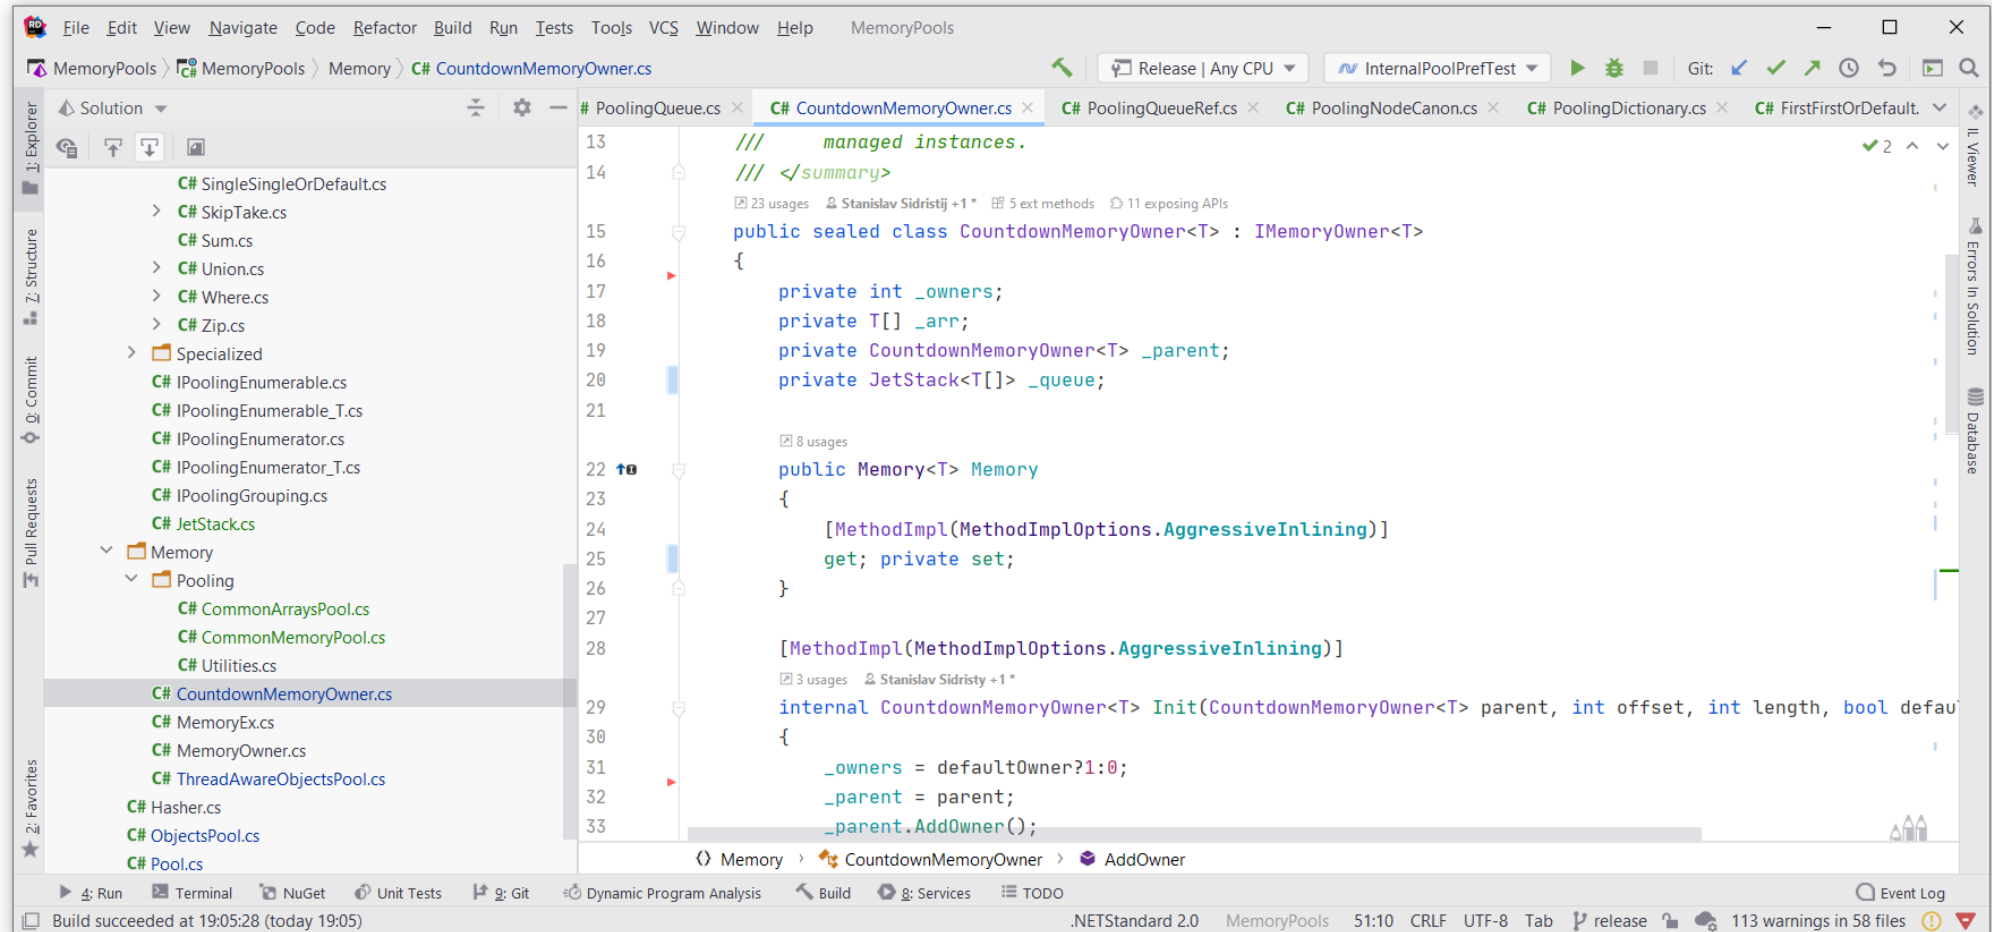 RD File Edit View Navigate Code Refactor Build Run Tests Tools VCS Window Help MemoryPools
MemoryPools MemoryPools Memory C# CountdownMemoryOwner.cs Release | Any CPU InternalPoolPrefTest Git:
1: Explorer
Z: Structure
0: Commit
Pull Requests
2: Favorites
Solution
C# SingleSingleOrDefault.cs
C# SkipTake.cs
C# Sum.cs
C# Union.cs
C# Where.cs
C# Zip.cs
Specialized
C# IPoolingEnumerable.cs
C# IPoolingEnumerable_T.cs
C# IPoolingEnumerator.cs
C# IPoolingEnumerator_T.cs
C# IPoolingGrouping.cs
C# JetStack.cs
Memory
Pooling
C# CommonArraysPool.cs
C# CommonMemoryPool.cs
C# Utilities.cs
C# CountdownMemoryOwner.cs
C# MemoryEx.cs
C# MemoryOwner.cs
C# ThreadAwareObjectsPool.cs
C# Hasher.cs
C# ObjectsPool.cs
C# Pool.cs
# PoolingQueue.cs C# CountdownMemoryOwner.cs C# PoolingQueueRef.cs C# PoolingNodeCanon.cs C# PoolingDictionary.cs C# FirstFirstOrDefault.
13 /// managed instances.
2
14 /// </summary>
23 usages Stanislav Sidristij +1 * 5 ext methods 11 exposing APIs
15 public sealed class CountdownMemoryOwner<T> : IMemoryOwner<T>
16 {
17 private int _owners;
18 private T[] _arr;
19 private CountdownMemoryOwner<T> _parent;
20 private JetStack<T[]> _queue;
21
8 usages
22 public Memory<T> Memory
23 {
24 [MethodImpl(MethodImplOptions.AggressiveInlining)]
25 get; private set;
26 }
27
28 [MethodImpl(MethodImplOptions.AggressiveInlining)]
3 usages Stanislav Sidristy +1 *
29 internal CountdownMemoryOwner<T> Init(CountdownMemoryOwner<T> parent, int offset, int length, bool defau
30 {
31 _owners = defaultOwner?1:0;
32 _parent = parent;
33 _parent.AddOwner();
Memory CountdownMemoryOwner AddOwner
IL Viewer
Errors In Solution
Database
4: Run Terminal NuGet Unit Tests 9: Git Dynamic Program Analysis Build 8: Services TODO Event Log
Build succeeded at 19:05:28 (today 19:05) .NETStandard 2.0 MemoryPools 51:10 CRLF UTF-8 Tab release 113 warnings in 58 files